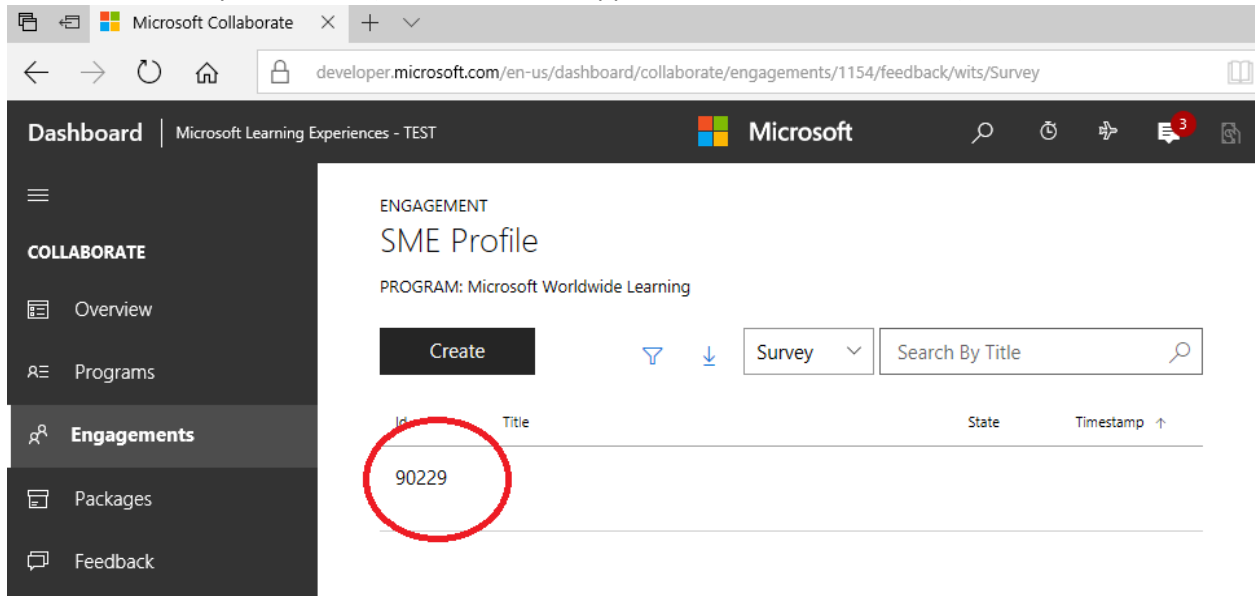 Microsoft Collaborate
developer.microsoft.com/en-us/dashboard/collaborate/engagements/1154/feedback/wits/Survey
Dashboard | Microsoft Learning Experiences - TEST Microsoft 3
COLLABORATE
Overview
Programs
Engagements
Packages
Feedback
ENGAGEMENT
SME Profile
PROGRAM: Microsoft Worldwide Learning
Create Survey Search By Title
Id Title State Timestamp ↑
90229